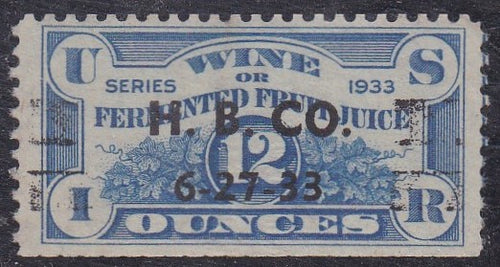 U S
WINE
OR
SERIES 1933
FERMENTED FRUIT JUICE
H. B. CO.
12
6-27-33
I R
OUNCES